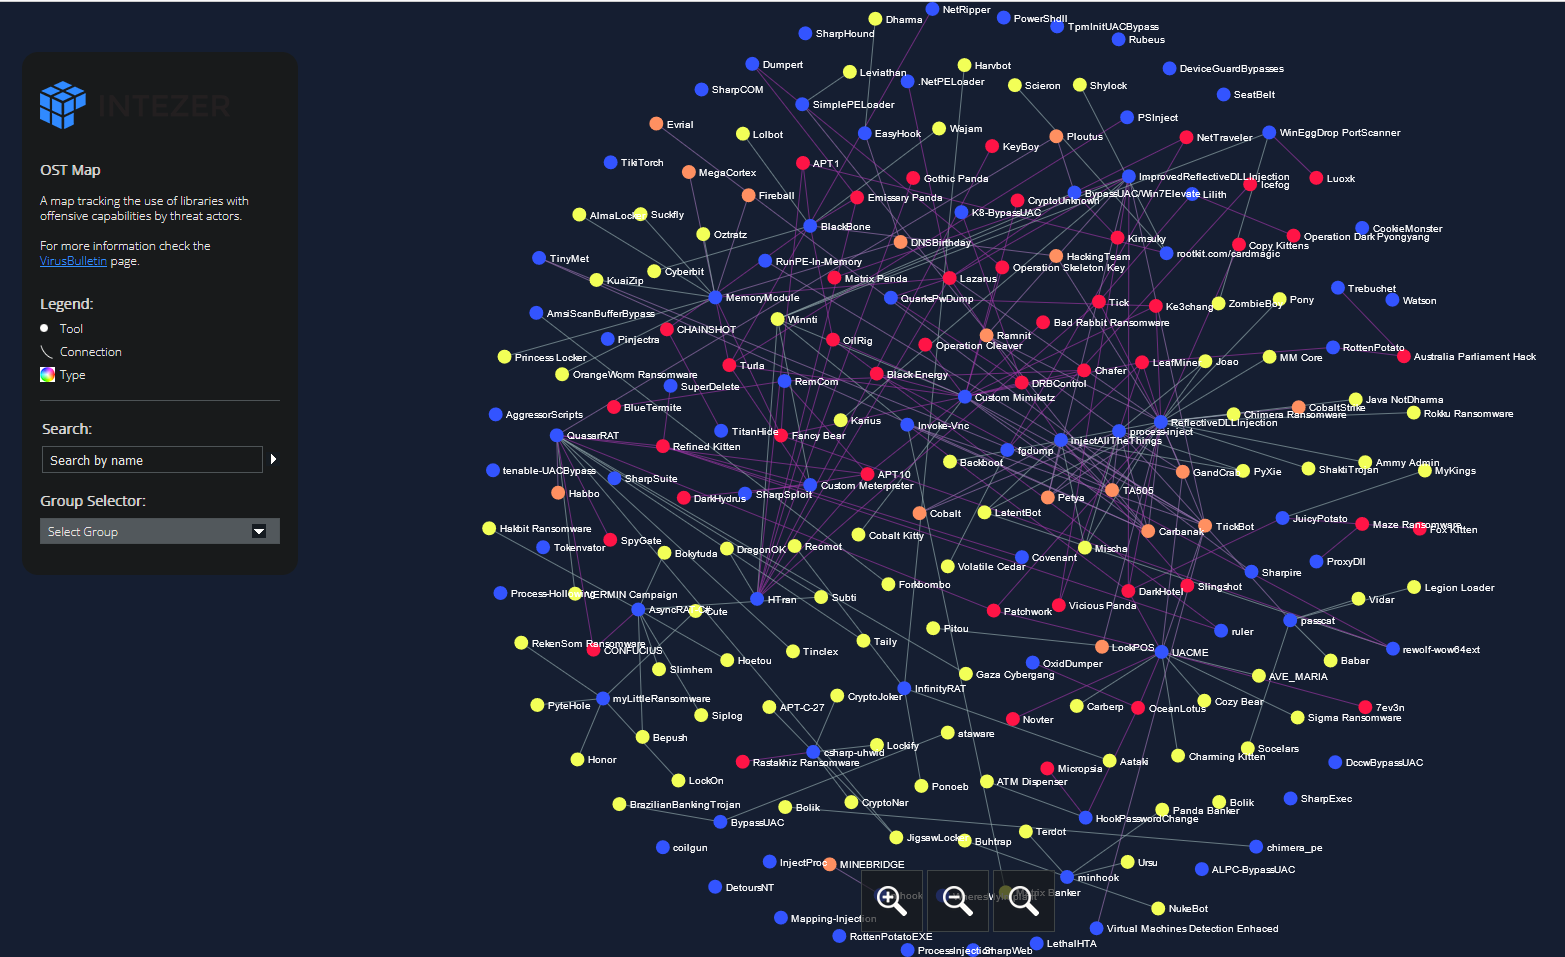 INTEZER
OST Map
A map tracking the use of libraries with
offensive capabilities by threat actors.
For more information check the
VirusBulletin page.
Legend:
Tool
Connection
Type
Search:
Search by name
Group Selector:
Select Group
NetRipper
Dharma
PowerShdll
TpmInitUACBypass
SharpHound
Rubeus
Dumpert
Leviathan
Harvbot
DeviceGuardBypasses
.NetPELoader
Scieron
Shylock
SharpCOM
SeatBelt
SimplePELoader
PSInject
Evrial
Lolbot
EasyHook
Wajam
Ploutus
NetTraveler
WinEggDrop PortScanner
KeyBoy
TikiTorch
APT1
MegaCortex
Gothic Panda
ImprovedReflectiveDLLInjection
Luoxk
Icefog
Fireball
Emissary Panda
CryptoUnknown
BypassUAC/Win7Elevate
Lilith
AlmaLocker
Suckfly
K8-BypassUAC
BlackBone
CookieMonster
Oztratz
DNSBirthday
Kimsuky
Operation Dark Pyongyang
Copy Kittens
rootkit.com/cardmagic
TinyMet
RunPE-In-Memory
HackingTeam
Operation Skeleton Key
Cyberbit
KuaiZip
Matrix Panda
Lazarus
Trebuchet
MemoryModule
QuarksPwDump
Tick
Ke3chang
ZombieBoy
Pony
Watson
AmsiScanBufferBypass
Winnti
Bad Rabbit Ransomware
CHAINSHOT
Pinjectra
OilRig
Operation Cleaver
Ramnit
RottenPotato
Princess Locker
Turla
LeafMiner
Joao
MM Core
Australia Parliament Hack
OrangeWorm Ransomware
SuperDelete
RemCom
Black Energy
DRBControl
Chafer
Custom Mimikatz
Java NotDharma
BlueTermite
AggressorScripts
Karius
CobaltStrike
Chimera Ransomware
Rokku Ransomware
ReflectiveDLLInjection
QuasarRAT
TitanHide
Fancy Bear
Invoke-Vnc
process-inject
InjectAllTheThings
Refined Kitten
fgdump
Backboot
Ammy Admin
tenable-UACBypass
SharpSuite
APT10
Custom Meterpreter
GandCrab
PyXie
ShaktiTrojan
MyKings
Habbo
DarkHydrus
SharpSploit
Petya
TA505
Cobalt
LatentBot
JuicyPotato
Hakbit Ransomware
Cobalt Kitty
Carbanak
TrickBot
Maze Ransomware
Fox Kitten
Tokenvator
SpyGate
Bokytuda
DragonOK
Reomot
Mischa
Covenant
Volatile Cedar
ProxyDll
Sharpire
Forkbombo
Process-Hollowing
VERMIN Campaign
HTran
Subti
DarkHotel
Slingshot
Legion Loader
Vidar
AsyncRAT-C#
Cute
Patchwork
Vicious Panda
passcat
RekenSom Ransomware
CONFUCIUS
Taily
Pitou
ruler
Tinclex
LockPOS
UACME
rewolf-wow64ext
Slimhem
Hoetou
Gaza Cybergang
OxidDumper
Babar
AVE_MARIA
PyteHole
myLittleRansomware
InfinityRAT
CryptoJoker
APT-C-27
Siplog
Carberp
OceanLotus
Cozy Bear
7ev3n
Novter
Sigma Ransomware
Bepush
ataware
Lockify
csharp-uhwid
Honor
Rastakhiz Ransomware
Socelars
Charming Kitten
Aataki
Micropsia
DccwBypassUAC
LockOn
Ponoeb
ATM Dispenser
BrazilianBankingTrojan
Bolik
CryptoNar
Panda Banker
Bolik
SharpExec
BypassUAC
HookPasswordChange
Terdot
JigsawLocker
Buhtrap
coilgun
chimera_pe
InjectProc
MINEBRIDGE
Ursu
ALPC-BypassUAC
DetoursNT
minhook
Matrix Banker
NukeBot
Mapping-Injection
Virtual Machines Detection Enhaced
RottenPotatoEXE
LethalHTA
ProcessInjection
SharpWeb